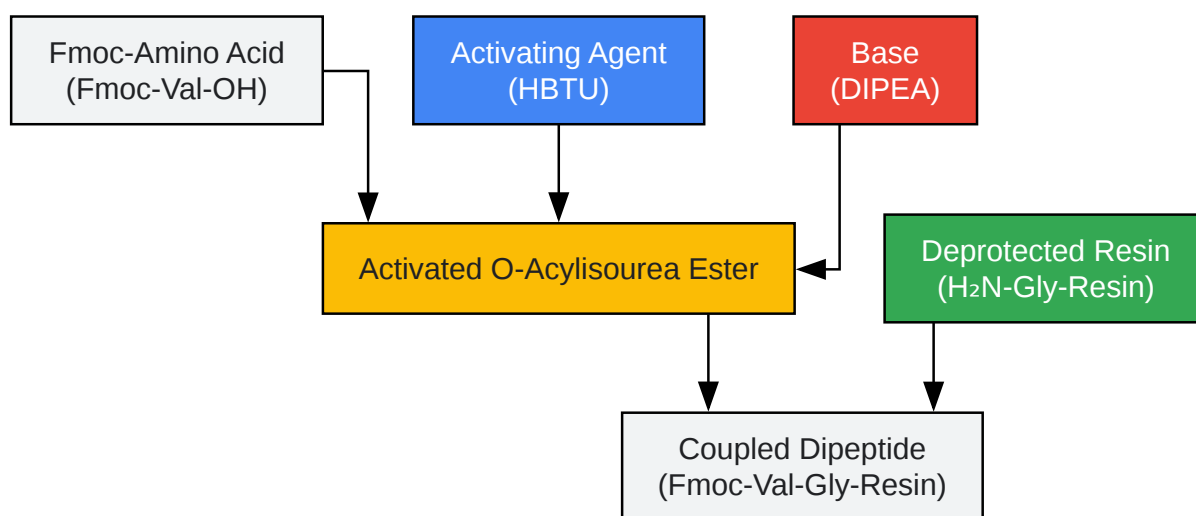 Fmoc-Amino Acid
(Fmoc-Val-OH)
Activating Agent
(HBTU)
Base
(DIPEA)
Activated O-Acylisourea Ester
Deprotected Resin
(H₂N-Gly-Resin)
Coupled Dipeptide
(Fmoc-Val-Gly-Resin)